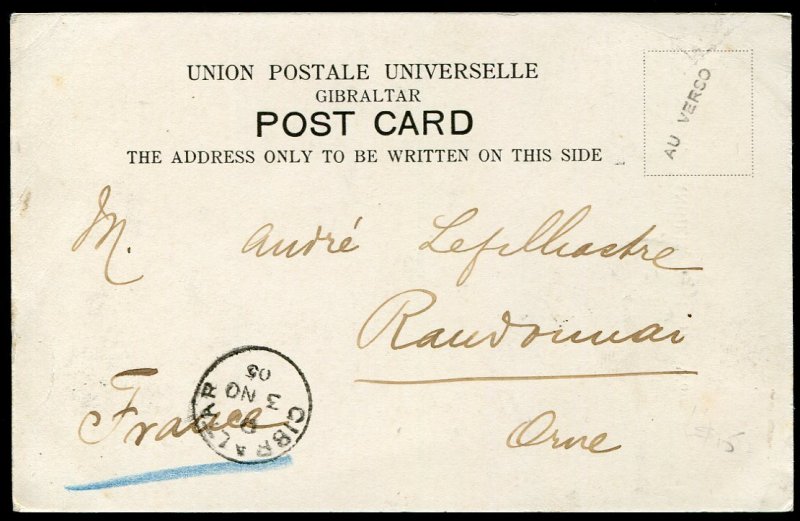 UNION POSTALE UNIVERSELLE
GIBRALTAR
POST CARD
THE ADDRESS ONLY TO BE WRITTEN ON THIS SIDE
AU VERSO
M. André
Randonnai
Orne
France
GIBRALTAR
3 NO
05